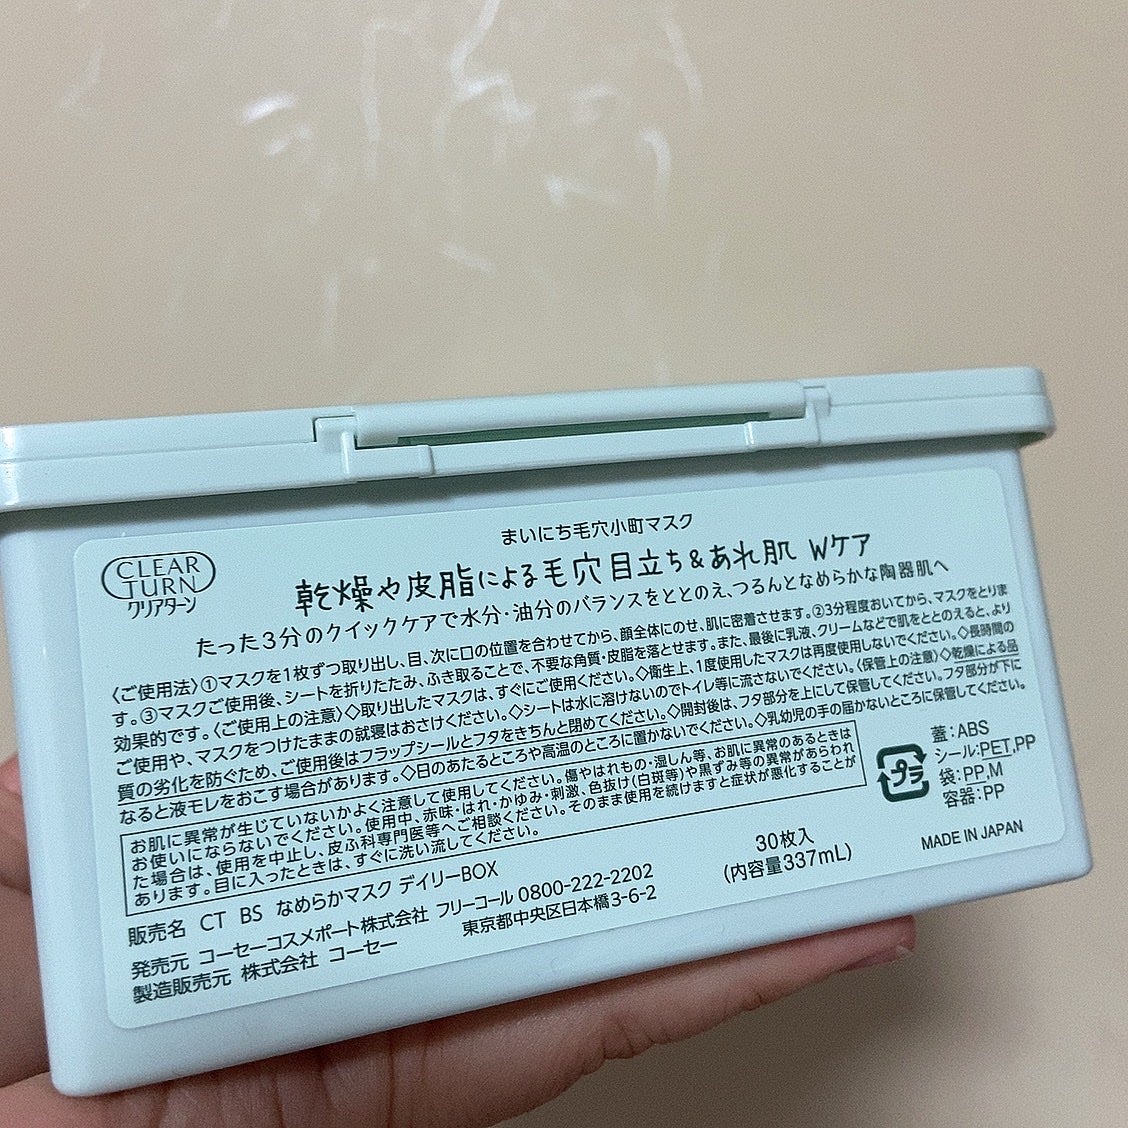 CLEAR
TURN
クリアターン
まいにち毛穴小町マスク
乾燥や皮脂による毛穴目立ち&あれ肌 Wケア
たった3分のクイックケアで水分・油分のバランスをととのえ、つるんとなめらかな陶器肌へ
〈ご使用法〉①マスクを1枚ずつ取り出し、目、次に口の位置を合わせてから、顔全体にのせ、肌に密着させます。②3分程度おいてから、マスクをとりま
す。③マスクご使用後、シートを折りたたみ、ふき取ることで、不要な角質・皮脂を落とせます。また、最後に乳液、クリームなどで肌をととのえると、より
効果的です。〈ご使用上の注意〉◇取り出したマスクは、すぐにご使用ください。◇衛生上、1度使用したマスクは再度使用しないでください。◇長時間の
ご使用や、マスクをつけたままの就寝はおさけください。◇シートは水に溶けないのでトイレ等に流さないでください。〈保管上の注意〉◇乾燥による品
質の劣化を防ぐため、ご使用後はフラップシールとフタをきちんと閉めてください。◇開封後は、フタ部分を上にして保管してください。フタ部分が下に
なると液モレをおこす場合があります。◇日のあたるところや高温のところに置かないでください。◇乳幼児の手の届かないところに保管してください。
お肌に異常が生じていないかよく注意して使用してください。傷やはれもの・湿しん等、お肌に異常のあるときは
お使いにならないでください。使用中、赤味・はれ・かゆみ・刺激、色抜け(白斑等)や黒ずみ等の異常があらわれ
た場合は、使用を中止し、皮ふ科専門医等へご相談ください。そのまま使用を続けますと症状が悪化することが
あります。目に入ったときは、すぐに洗い流してください。
プラ
蓋:ABS
シール:PET,PP
袋:PP,M
容器:PP
販売名 CT BS なめらかマスク デイリーBOX
30枚入
(内容量337mL)
MADE IN JAPAN
発売元 コーセーコスメポート株式会社 フリーコール 0800-222-2202
製造販売元 株式会社 コーセー 東京都中央区日本橋3-6-2